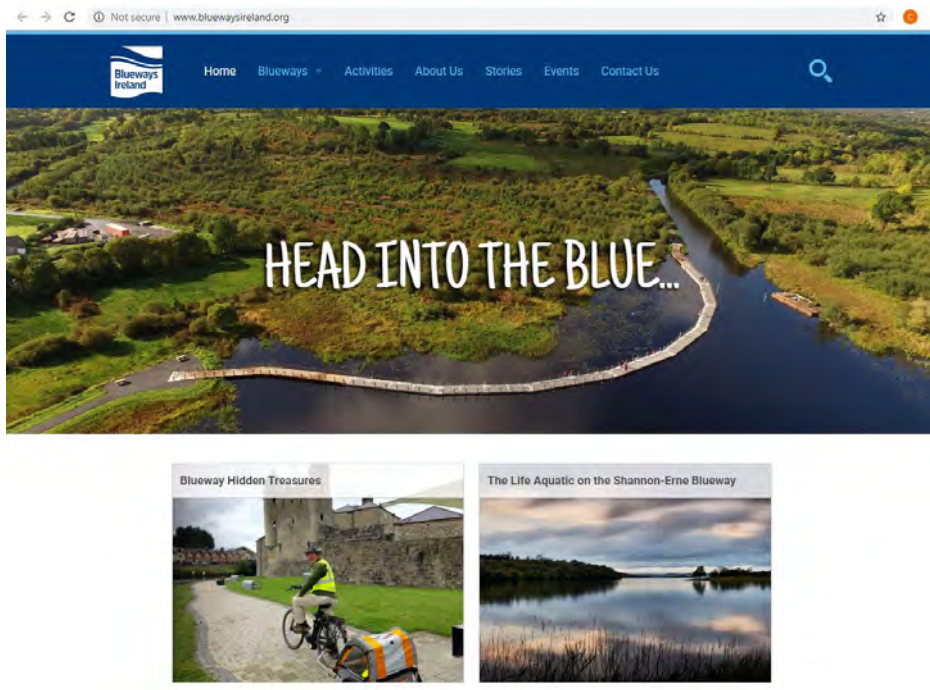 Not secure | www.bluewaysireland.org
C
Blueways
Ireland
Home Blueways Activities About Us Stories Events Contact Us
HEAD INTO THE BLUE...
Blueway Hidden Treasures
The Life Aquatic on the Shannon-Erne Blueway